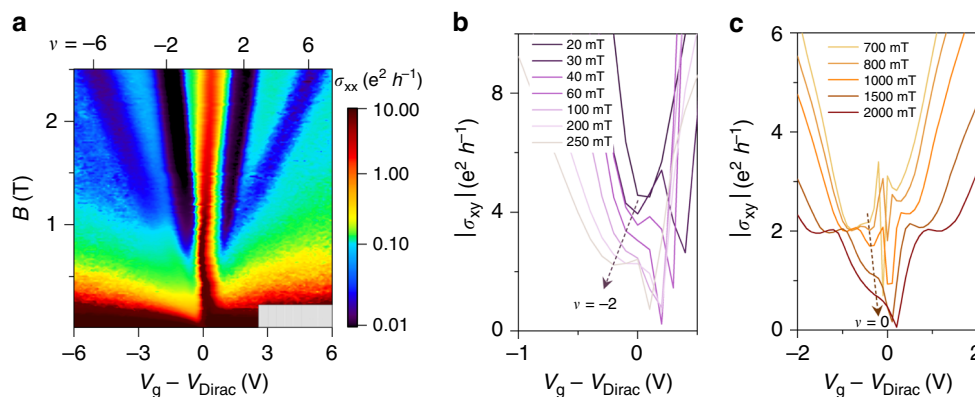 a
ν = −6 −2 2 6
σxx (e² h⁻¹)
10.00
1.00
0.10
0.01
B (T)
2
1
−6 −3 0 3 6
Vg − VDirac (V)
b
20 mT
30 mT
40 mT
60 mT
100 mT
200 mT
250 mT
|σxy| (e² h⁻¹)
8
4
0
ν = −2
−1 0
Vg − VDirac (V)
c
700 mT
800 mT
1000 mT
1500 mT
2000 mT
|σxy| (e² h⁻¹)
6
4
2
0
ν = 0
−2 0 2
Vg − VDirac (V)